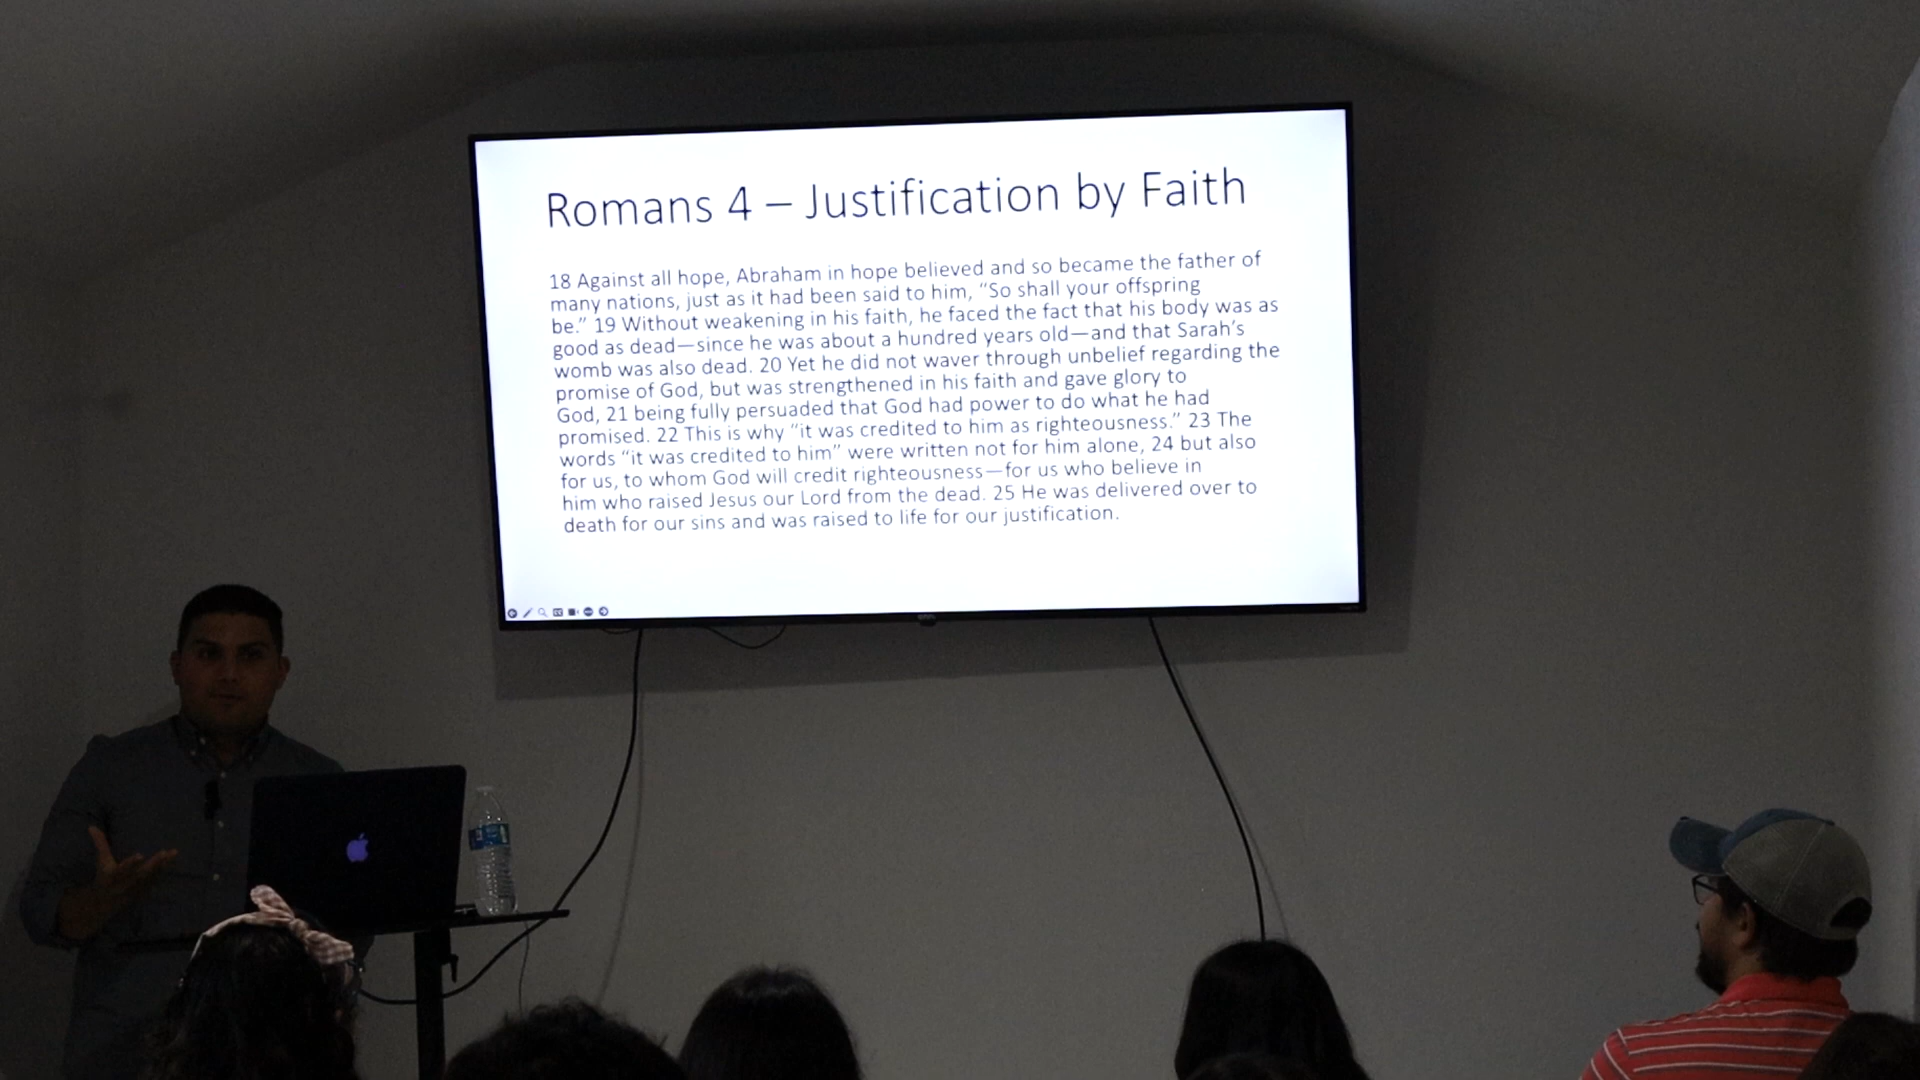 Romans 4 – Justification by Faith
18 Against all hope, Abraham in hope believed and so became the father of
many nations, just as it had been said to him, “So shall your offspring
be.” 19 Without weakening in his faith, he faced the fact that his body was as
good as dead—since he was about a hundred years old—and that Sarah’s
womb was also dead. 20 Yet he did not waver through unbelief regarding the
promise of God, but was strengthened in his faith and gave glory to
God, 21 being fully persuaded that God had power to do what he had
promised. 22 This is why “it was credited to him as righteousness.” 23 The
words “it was credited to him” were written not for him alone, 24 but also
for us, to whom God will credit righteousness—for us who believe in
him who raised Jesus our Lord from the dead. 25 He was delivered over to
death for our sins and was raised to life for our justification.